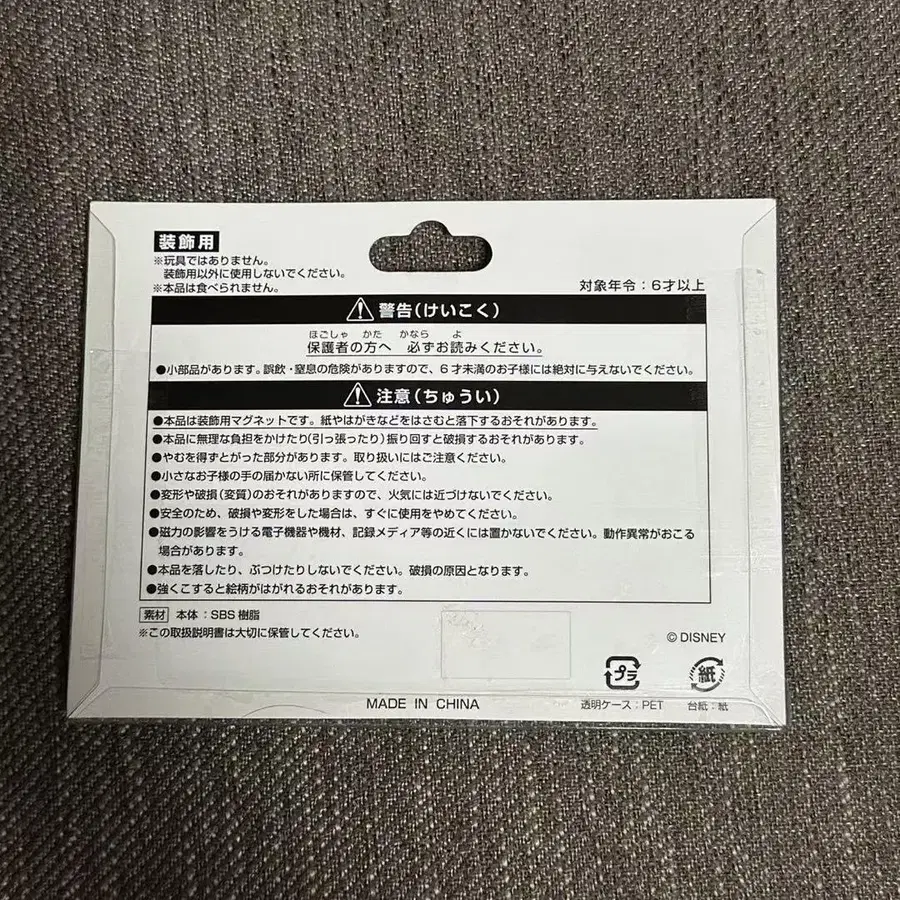 装飾用
※玩具ではありません。
装飾用以外に使用しないでください。
※本品は食べられません。
対象年令：6才以上
警告（けいこく）
ほごしゃ かた かなら よ
保護者の方へ 必ずお読みください。
●小部品があります。誤飲・窒息の危険がありますので、6才未満のお子様には絶対に与えないでください。
注意（ちゅうい）
●本品は装飾用マグネットです。紙やはがきなどをはさむと落下するおそれがあります。
●本品に無理な負担をかけたり（引っ張ったり）振り回すと破損するおそれがあります。
●やむを得ずとがった部分があります。取り扱いにはご注意ください。
●小さなお子様の手の届かない所に保管してください。
●変形や破損（変質）のおそれがありますので、火気には近づけないでください。
●安全のため、破損や変形をした場合は、すぐに使用をやめてください。
●磁力の影響をうける電子機器や機材、記録メディア等の近くには置かないでください。動作異常がおこる
場合があります。
●本品を落したり、ぶつけたりしないでください。破損の原因となります。
●強くこすると絵柄がはがれるおそれがあります。
素材 本体：SBS樹脂
※この取扱説明書は大切に保管してください。
© DISNEY
プラ 紙
MADE IN CHINA
透明ケース：PET 台紙：紙